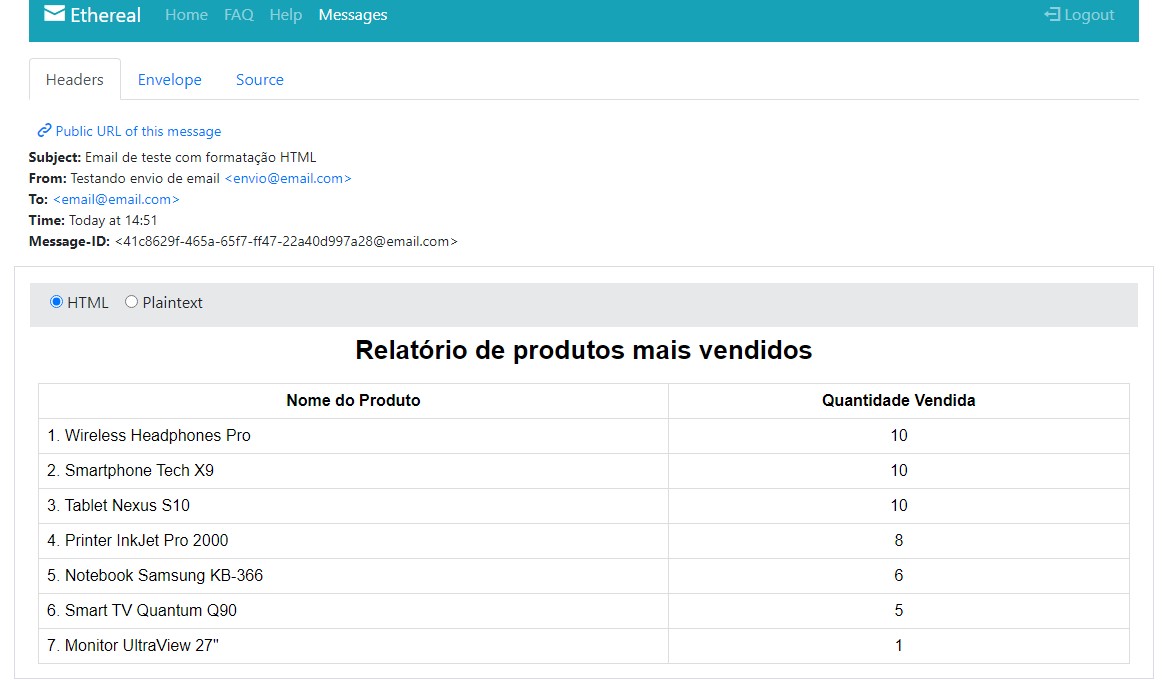 Ethereal Home FAQ Help Messages Logout
Headers Envelope Source
Public URL of this message
Subject: Email de teste com formatação HTML
From: Testando envio de email <envio@email.com>
To: <email@email.com>
Time: Today at 14:51
Message-ID: <41c8629f-465a-65f7-ff47-22a40d997a28@email.com>
HTML Plaintext
Relatório de produtos mais vendidos
Nome do Produto Quantidade Vendida
1. Wireless Headphones Pro 10
2. Smartphone Tech X9 10
3. Tablet Nexus S10 10
4. Printer InkJet Pro 2000 8
5. Notebook Samsung KB-366 6
6. Smart TV Quantum Q90 5
7. Monitor UltraView 27" 1